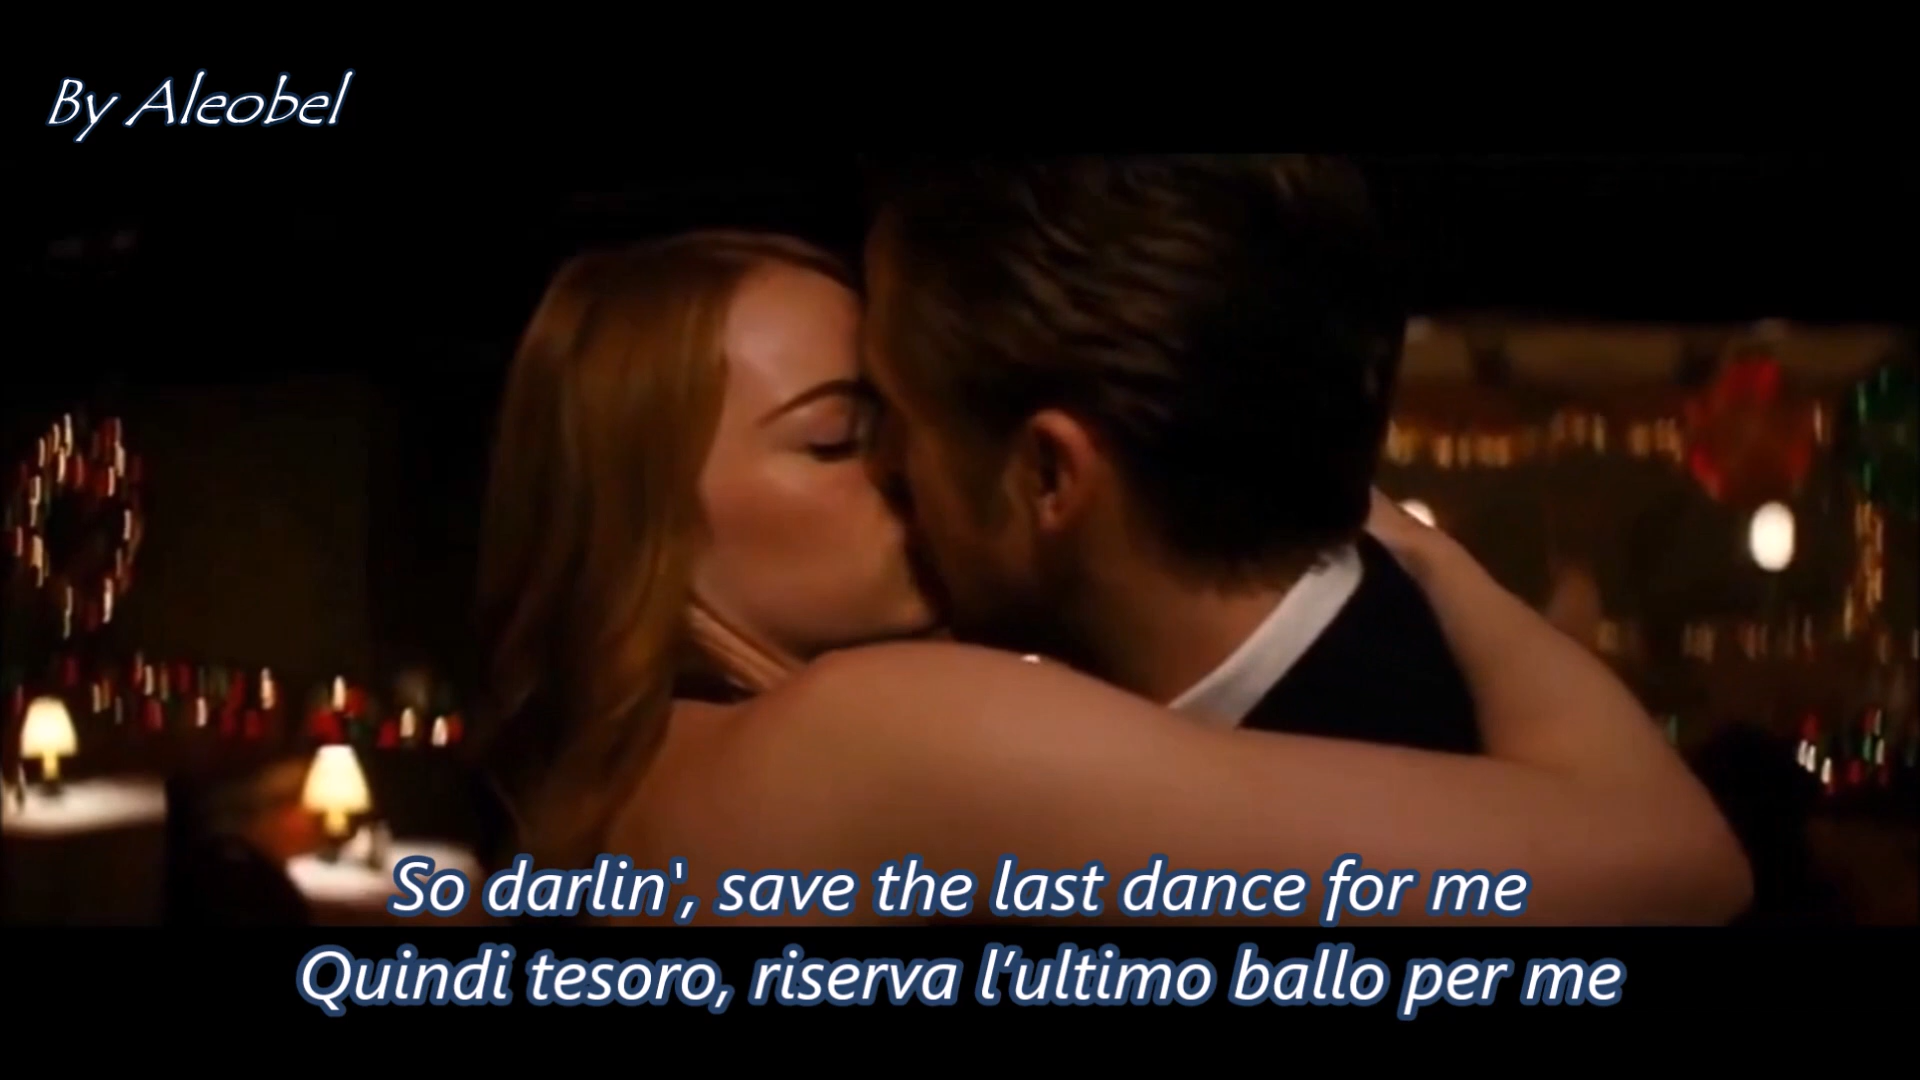 By Aleobel
So darlin', save the last dance for me
Quindi tesoro, riserva l’ultimo ballo per me